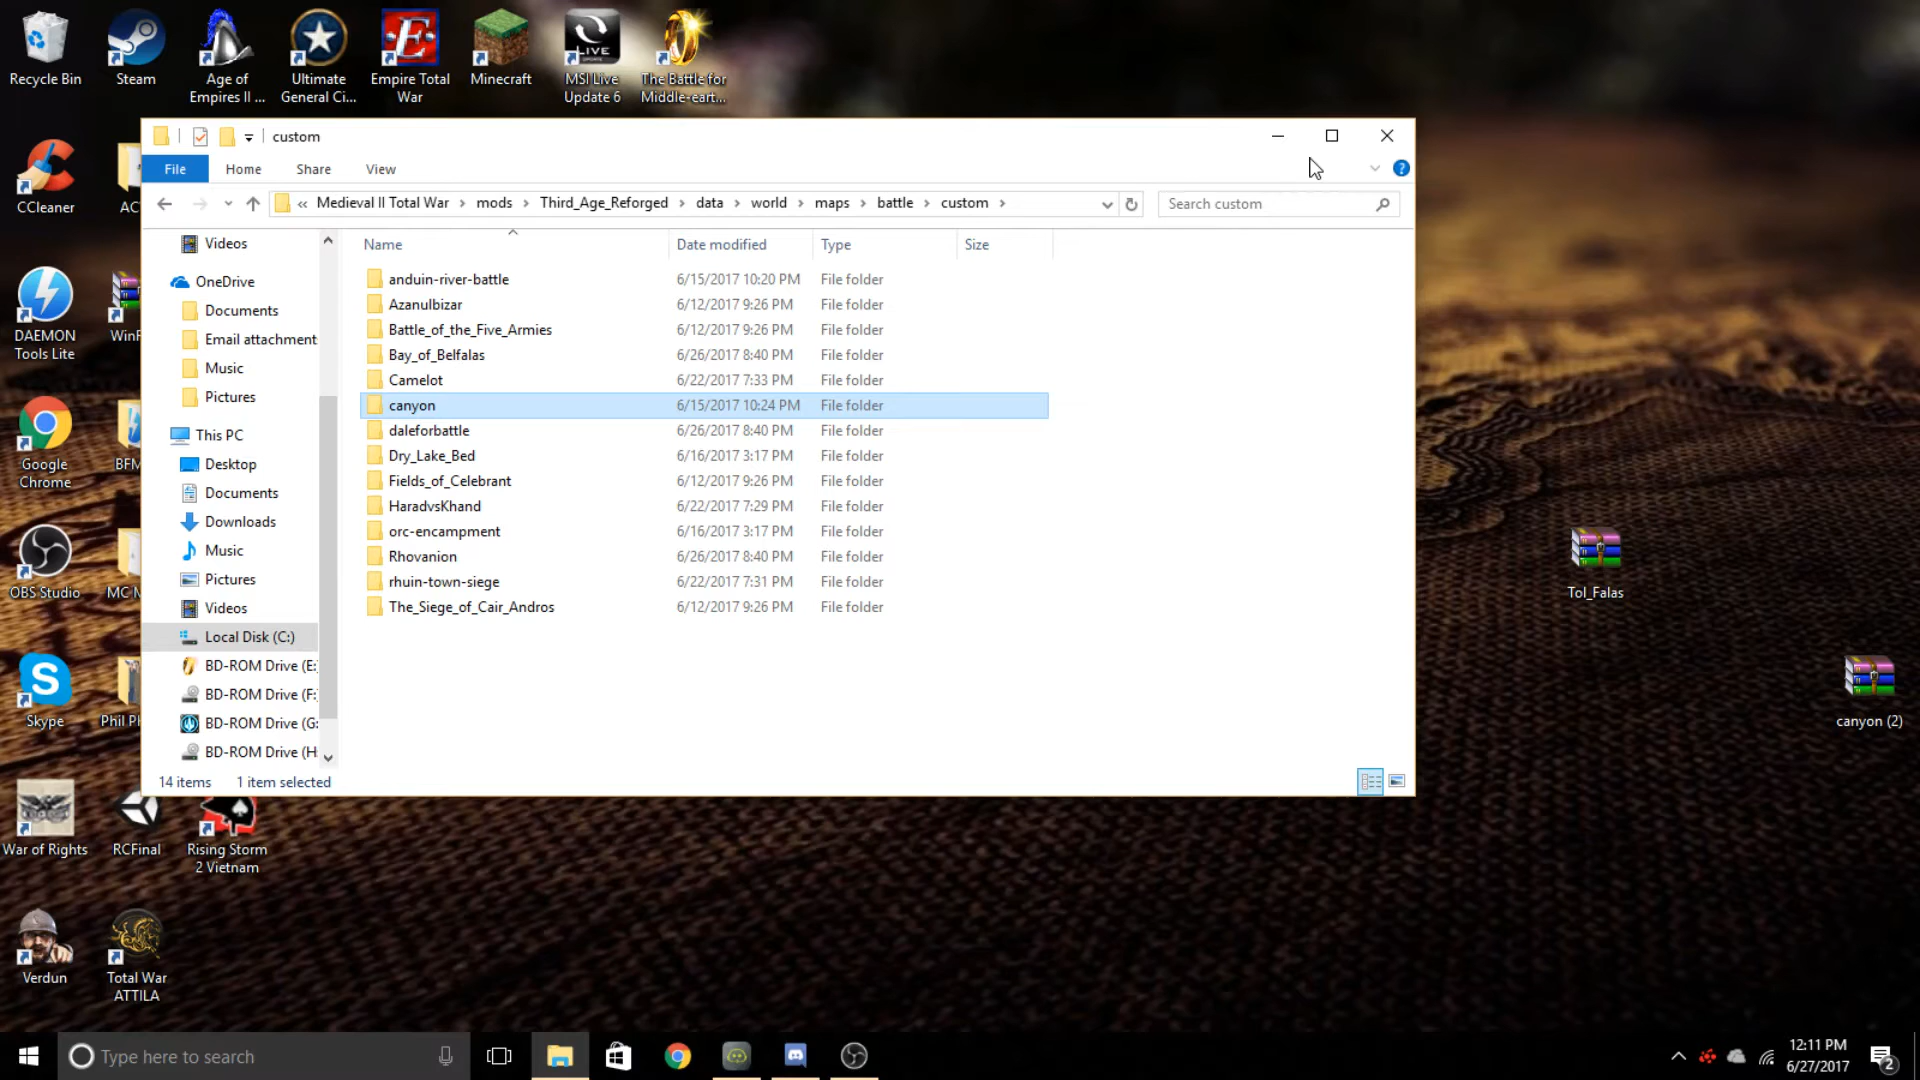 Recycle Bin
Steam
Age of
Empires II ...
Ultimate
General Ci...
Empire Total
War
Minecraft
LIVE
MSI Live
Update 6
The Battle for
Middle-eart...
custom
File
Home
Share
View
« Medieval II Total War › mods › Third_Age_Reforged › data › world › maps › battle › custom ›
Search custom
CCleaner
AC
DAEMON
Tools Lite
WinF
Google
Chrome
BFM
OBS Studio
MC M
Skype
Phil Pl
War of Rights
RCFinal
Rising Storm
2 Vietnam
Verdun
Total War
ATTILA
Videos
OneDrive
Documents
Email attachment
Music
Pictures
This PC
Desktop
Documents
Downloads
Music
Pictures
Videos
Local Disk (C:)
BD-ROM Drive (E:
BD-ROM Drive (F:
BD-ROM Drive (G:
BD-ROM Drive (H:
Name Date modified Type Size
anduin-river-battle 6/15/2017 10:20 PM File folder
Azanulbizar 6/12/2017 9:26 PM File folder
Battle_of_the_Five_Armies 6/12/2017 9:26 PM File folder
Bay_of_Belfalas 6/26/2017 8:40 PM File folder
Camelot 6/22/2017 7:33 PM File folder
canyon 6/15/2017 10:24 PM File folder
daleforbattle 6/26/2017 8:40 PM File folder
Dry_Lake_Bed 6/16/2017 3:17 PM File folder
Fields_of_Celebrant 6/12/2017 9:26 PM File folder
HaradvsKhand 6/22/2017 7:29 PM File folder
orc-encampment 6/16/2017 3:17 PM File folder
Rhovanion 6/26/2017 8:40 PM File folder
rhuin-town-siege 6/22/2017 7:31 PM File folder
The_Siege_of_Cair_Andros 6/12/2017 9:26 PM File folder
14 items
1 item selected
Tol_Falas
canyon (2)
Type here to search
12:11 PM
6/27/2017
2